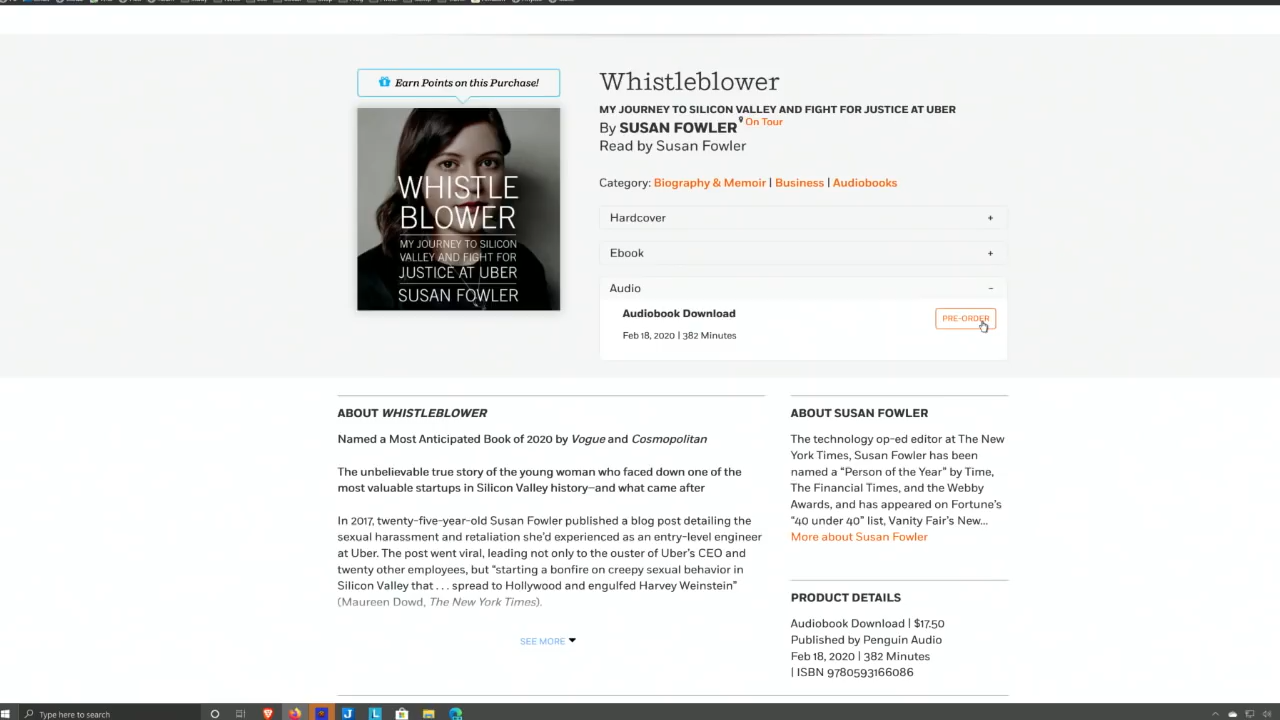 Earn Points on this Purchase!
WHISTLE
BLOWER
MY JOURNEY TO SILICON
VALLEY AND FIGHT FOR
JUSTICE AT UBER
SUSAN FOWLER
Whistleblower
MY JOURNEY TO SILICON VALLEY AND FIGHT FOR JUSTICE AT UBER
By SUSAN FOWLER On Tour
Read by Susan Fowler
Category: Biography & Memoir | Business | Audiobooks
Hardcover +
Ebook +
Audio -
Audiobook Download
PRE-ORDER
Feb 18, 2020 | 382 Minutes
ABOUT WHISTLEBLOWER
Named a Most Anticipated Book of 2020 by Vogue and Cosmopolitan
The unbelievable true story of the young woman who faced down one of the
most valuable startups in Silicon Valley history—and what came after
In 2017, twenty-five-year-old Susan Fowler published a blog post detailing the
sexual harassment and retaliation she'd experienced as an entry-level engineer
at Uber. The post went viral, leading not only to the ouster of Uber's CEO and
twenty other employees, but "starting a bonfire on creepy sexual behavior in
Silicon Valley that . . . spread to Hollywood and engulfed Harvey Weinstein"
(Maureen Dowd, The New York Times).
SEE MORE
ABOUT SUSAN FOWLER
The technology op-ed editor at The New
York Times, Susan Fowler has been
named a "Person of the Year" by Time,
The Financial Times, and the Webby
Awards, and has appeared on Fortune's
"40 under 40" list, Vanity Fair's New...
More about Susan Fowler
PRODUCT DETAILS
Audiobook Download | $17.50
Published by Penguin Audio
Feb 18, 2020 | 382 Minutes
| ISBN 9780593166086
Type here to search